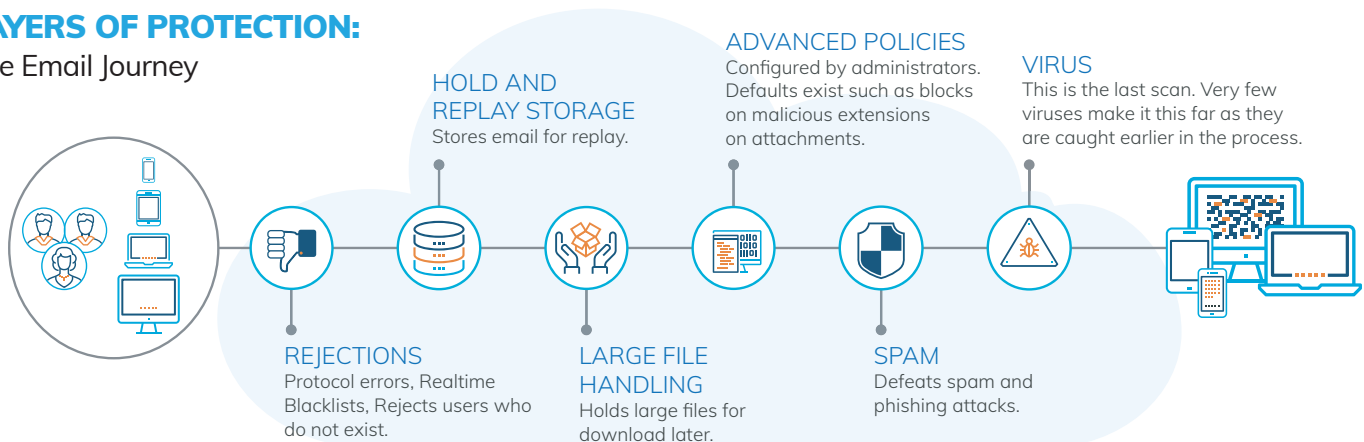 AYERS OF PROTECTION:
e Email Journey
HOLD AND
REPLAY STORAGE
Stores email for replay.
ADVANCED POLICIES
Configured by administrators.
Defaults exist such as blocks
on malicious extensions
on attachments.
VIRUS
This is the last scan. Very few
viruses make it this far as they
are caught earlier in the process.
REJECTIONS
Protocol errors, Realtime
Blacklists, Rejects users who
do not exist.
LARGE FILE
HANDLING
Holds large files for
download later.
SPAM
Defeats spam and
phishing attacks.